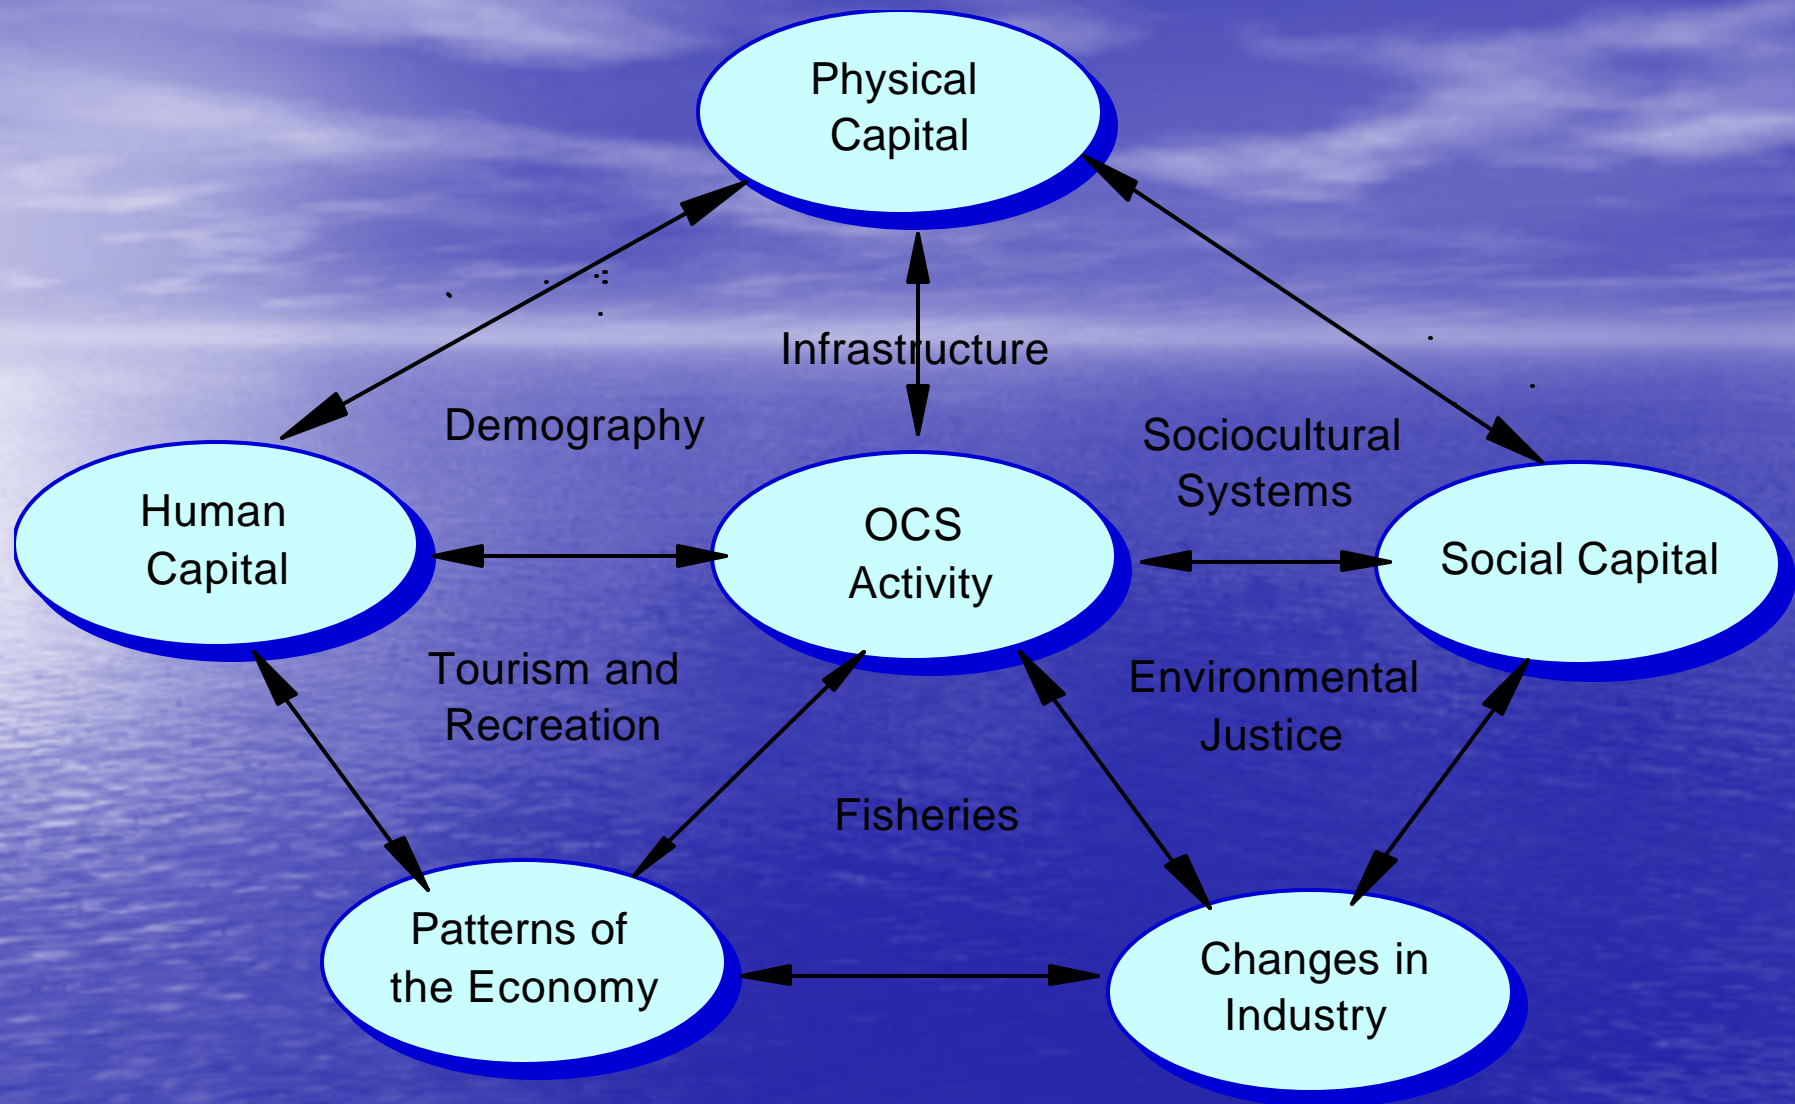 Physical
Capital
Infrastructure
Demography
Sociocultural
Systems
Human
Capital
OCS
Activity
Social Capital
Tourism and
Recreation
Environmental
Justice
Fisheries
Patterns of
the Economy
Changes in
Industry